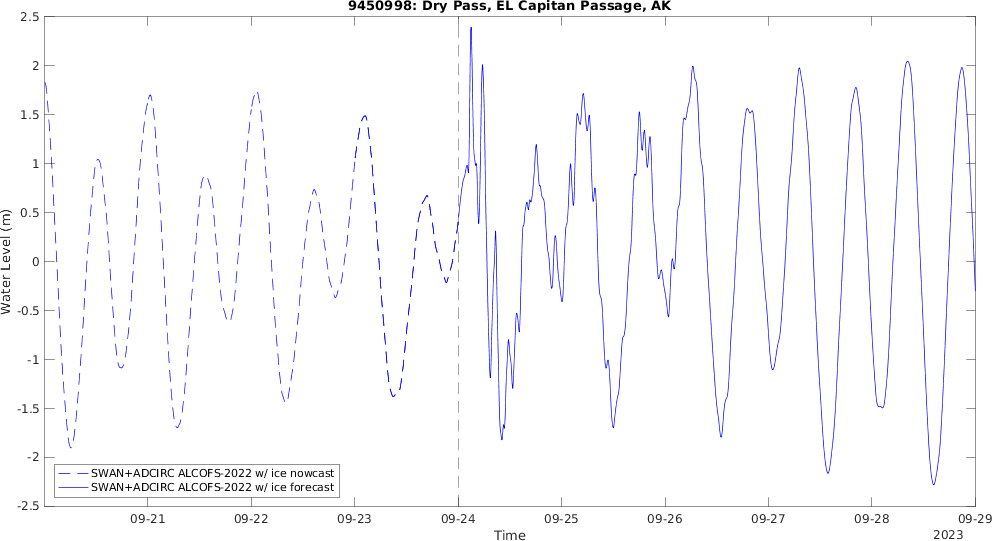 9450998: Dry Pass, EL Capitan Passage, AK
2.5
2
1.5
1
0.5
0
-0.5
-1
-1.5
-2
-2.5
Water Level (m)
SWAN+ADCIRC ALCOFS-2022 w/ ice nowcast
SWAN+ADCIRC ALCOFS-2022 w/ ice forecast
09-21 09-22 09-23 09-24 09-25 09-26 09-27 09-28 09-29
Time
2023